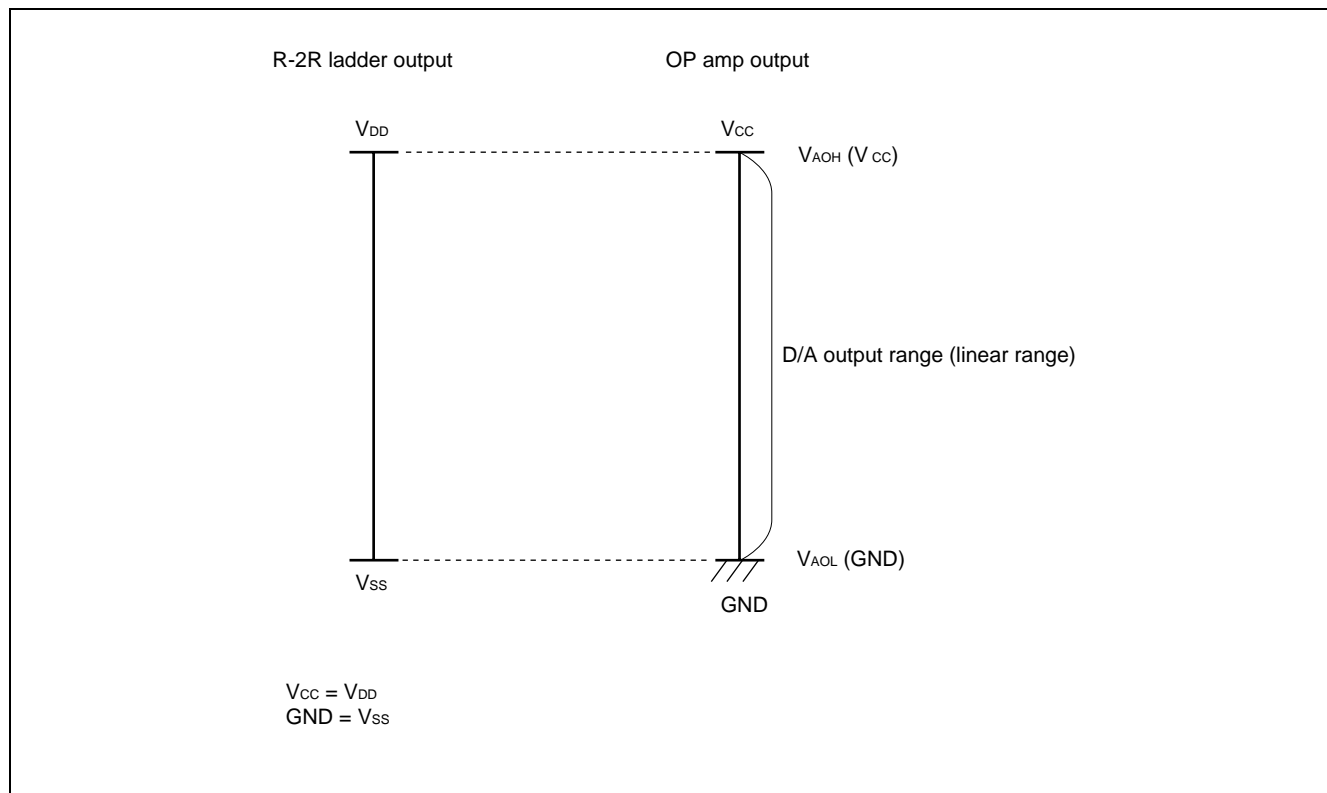 R-2R ladder output
OP amp output
VDD
VCC
VAOH (VCC)
D/A output range (linear range)
VSS
VAOL (GND)
GND
VCC = VDD
GND = VSS